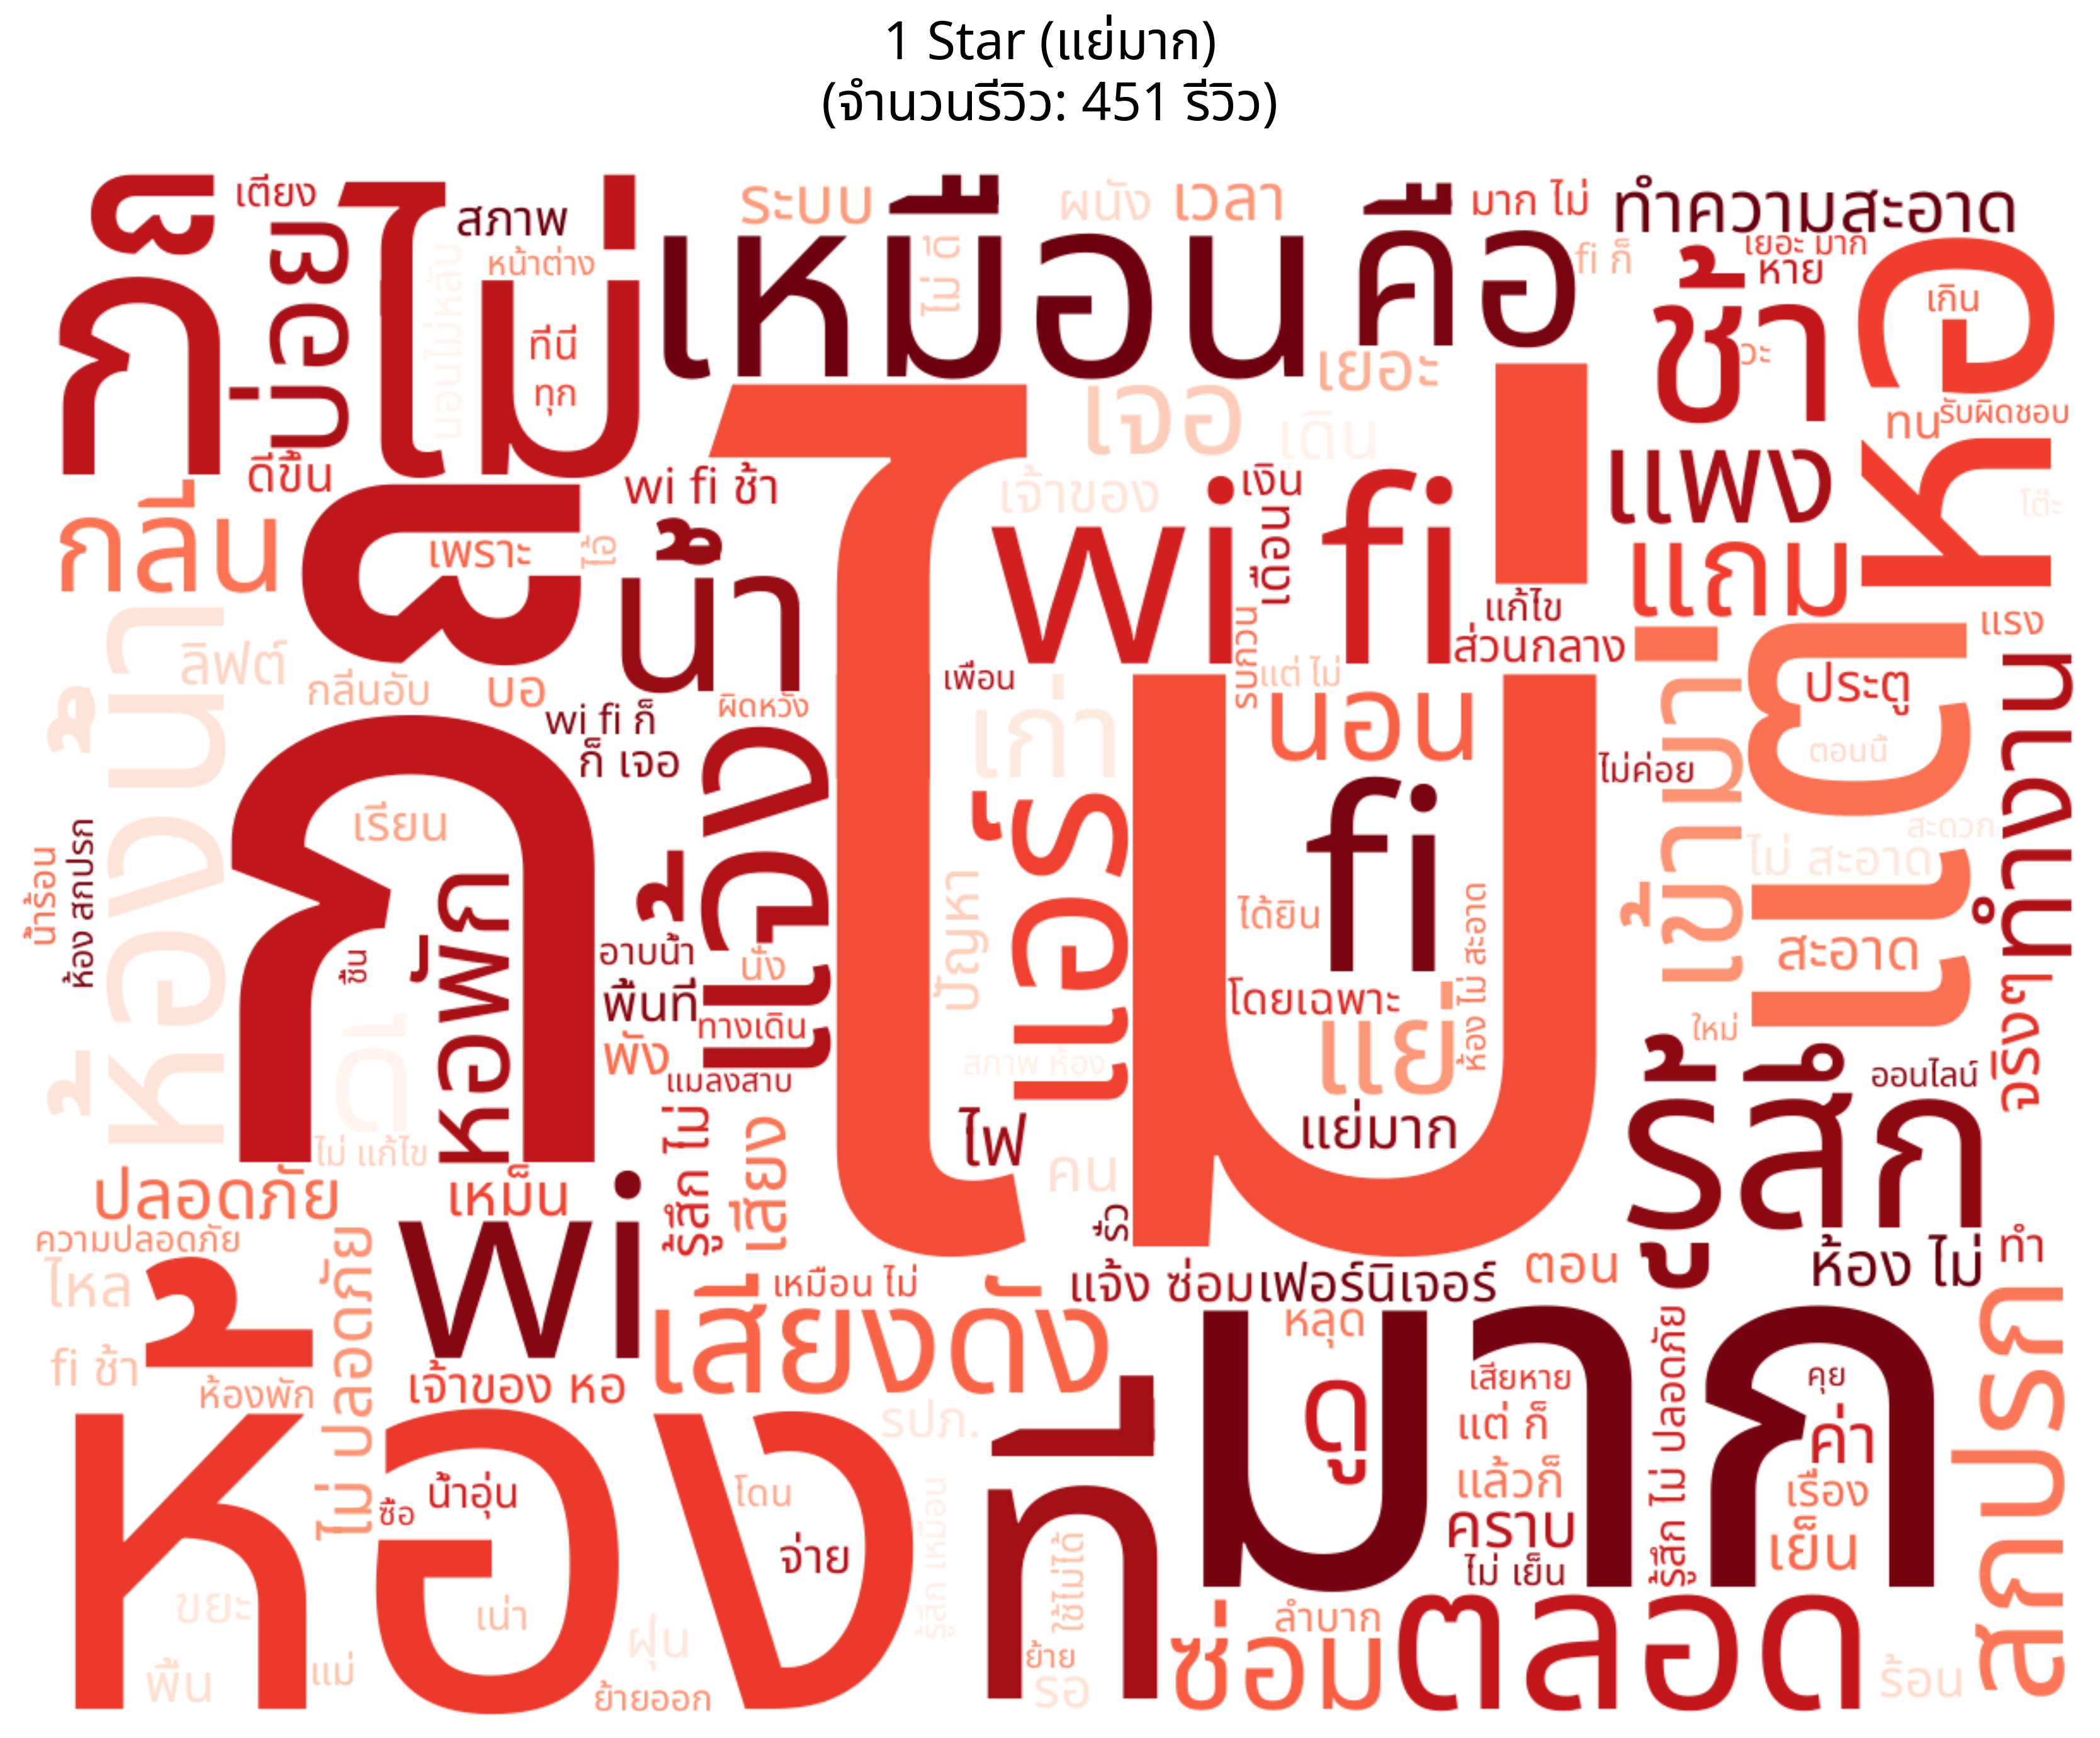 1 Star (แย่มาก)
(จำนวนรีวิว: 451 รีวิว)
ก็
เตียง
บ่อย
ไม่
สภาพ
หน้าต่าง
นอนไม่หลับ
ทีนี
ทุก
ดีขึ้น
เหมือน
ระบบ
ไม่ ดี
ผนัง
เวลา
คือ
มาก ไม่
fi ก็
ทำความสะอาด
เยอะ มาก
หาย
ช้า
วะ
หอ
เกิน
ทน
รับผิดชอบ
โต๊ะ
เยอะ
เจอ
เดิน
แพง
แถม
กลิ่น
ก็
เพราะ
wi fi ช้า
น้ำ
เจ้าของ
wi fi
เงิน
เดือน
รบกวน
แก้ไข
ส่วนกลาง
แต่ ไม่
ไม่
ห้องน้ำ
ลิฟต์
กลิ่นอับ
บอ
ผิดหวัง
เพื่อน
wi fi ก็
ก็ เจอ
แต่ง
เก่า
นอน
ไม่ค่อย
เข้ามา
แต่
ประตู
ตอนนี้
แรง
ทำงาน
สะดวก
ไม่ สะอาด
สะอาด
เรียน
หอพัก
ชื้น
น้ำร้อน
ห้อง สกปรก
อาบน้ำ
นั่ง
พื้นที่
ทางเดิน
พัง
แมลงสาบ
ปัญหา
ร้อน
fi
ได้ยิน
โดยเฉพาะ
ห้อง ไม่ สะอาด
แย่
แย่มาก
ใหม่
จริงๆ
ดี
สภาพ ห้อง
ไม่ แก้ไข
รู้สึก ไม่
เสียง
ไฟ
คน
รั่ว
รู้สึก
ออนไลน์
ปลอดภัย
เหม็น
ความปลอดภัย
ไหล
wi
ไม่ ปลอดภัย
fi ช้า
ห้องพัก
เจ้าของ หอ
เหมือน ไม่
เสียงดัง
แจ้ง ซ่อม
เฟอร์นิเจอร์
ตอน
ห้อง ไม่
ทำ
ห้อง
น้ำอุ่น
ซื้อ
โดน
จ่าย
รปภ.
รู้สึก เหมือน
ที่
ใช้ไม่ได้
ย้าย
รอ
มาก
หลุด
ดู
เสียหาย
แต่ ก็
แล้วก็
คราบ
ไม่ เย็น
รู้สึก ไม่ ปลอดภัย
คุย
ค่า
เรื่อง
เย็น
สกปรก
ขยะ
เน่า
ฝุ่น
พื้น
แม่
ย้ายออก
ซ่อม
ลำบาก
ตลอด
ร้อน